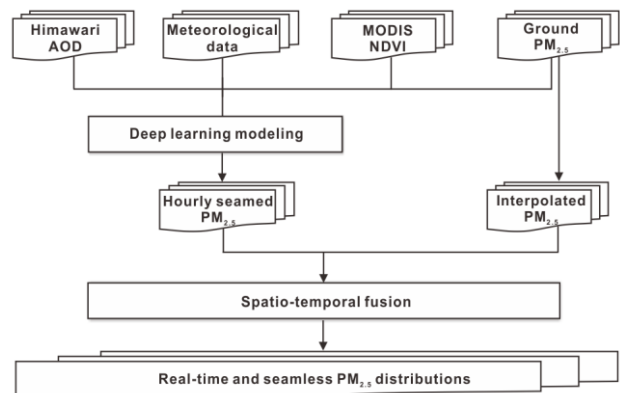 Himawari
AOD
Meteorological
data
MODIS
NDVI
Ground
PM2.5
Deep learning modeling
Hourly seamed
PM2.5
Interpolated
PM2.5
Spatio-temporal fusion
Real-time and seamless PM2.5 distributions